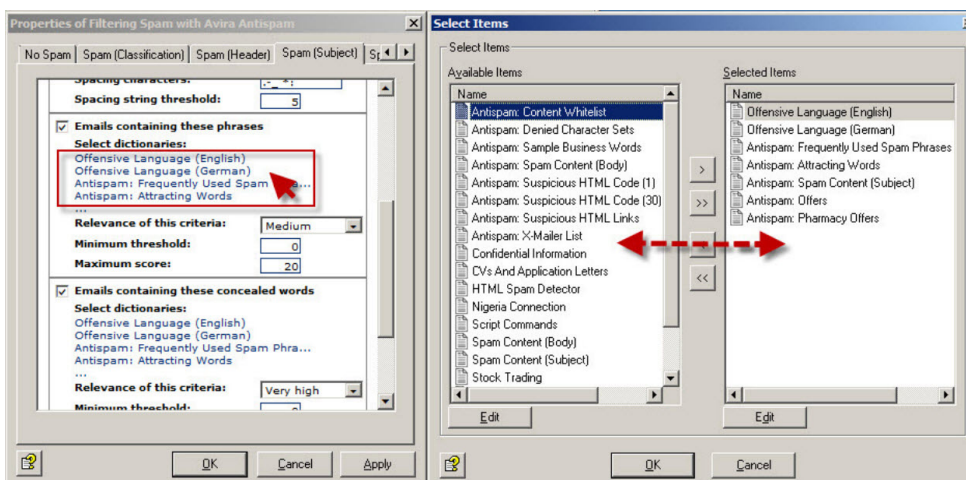 Properties of Filtering Spam with Avira Antispam
No Spam
Spam (Classification)
Spam (Header)
Spam (Subject)
Spacing characters:
Spacing string threshold: 5
Emails containing these phrases
Select dictionaries:
Offensive Language (English)
Offensive Language (German)
Antispam: Frequently Used Spam
Antispam: Attracting Words
...
Relevance of this criteria: Medium
Minimum threshold: 0
Maximum score: 20
Emails containing these concealed words
Select dictionaries:
Offensive Language (English)
Offensive Language (German)
Antispam: Frequently Used Spam Phra...
Antispam: Attracting Words
...
Relevance of this criteria: Very high
Minimum threshold:
OK
Cancel
Apply
Select Items
Select Items
Available Items
Name
Antispam: Content Whitelist
Antispam: Denied Character Sets
Antispam: Sample Business Words
Antispam: Spam Content (Body)
Antispam: Suspicious HTML Code (1)
Antispam: Suspicious HTML Code (30)
Antispam: Suspicious HTML Links
Antispam: X-Mailer List
Confidential Information
CVs And Application Letters
HTML Spam Detector
Nigeria Connection
Script Commands
Spam Content (Body)
Spam Content (Subject)
Stock Trading
Edit
>
>>
<<
Selected Items
Name
Offensive Language (English)
Offensive Language (German)
Antispam: Frequently Used Spam Phrases
Antispam: Attracting Words
Antispam: Spam Content (Subject)
Antispam: Offers
Antispam: Pharmacy Offers
Edit
OK
Cancel